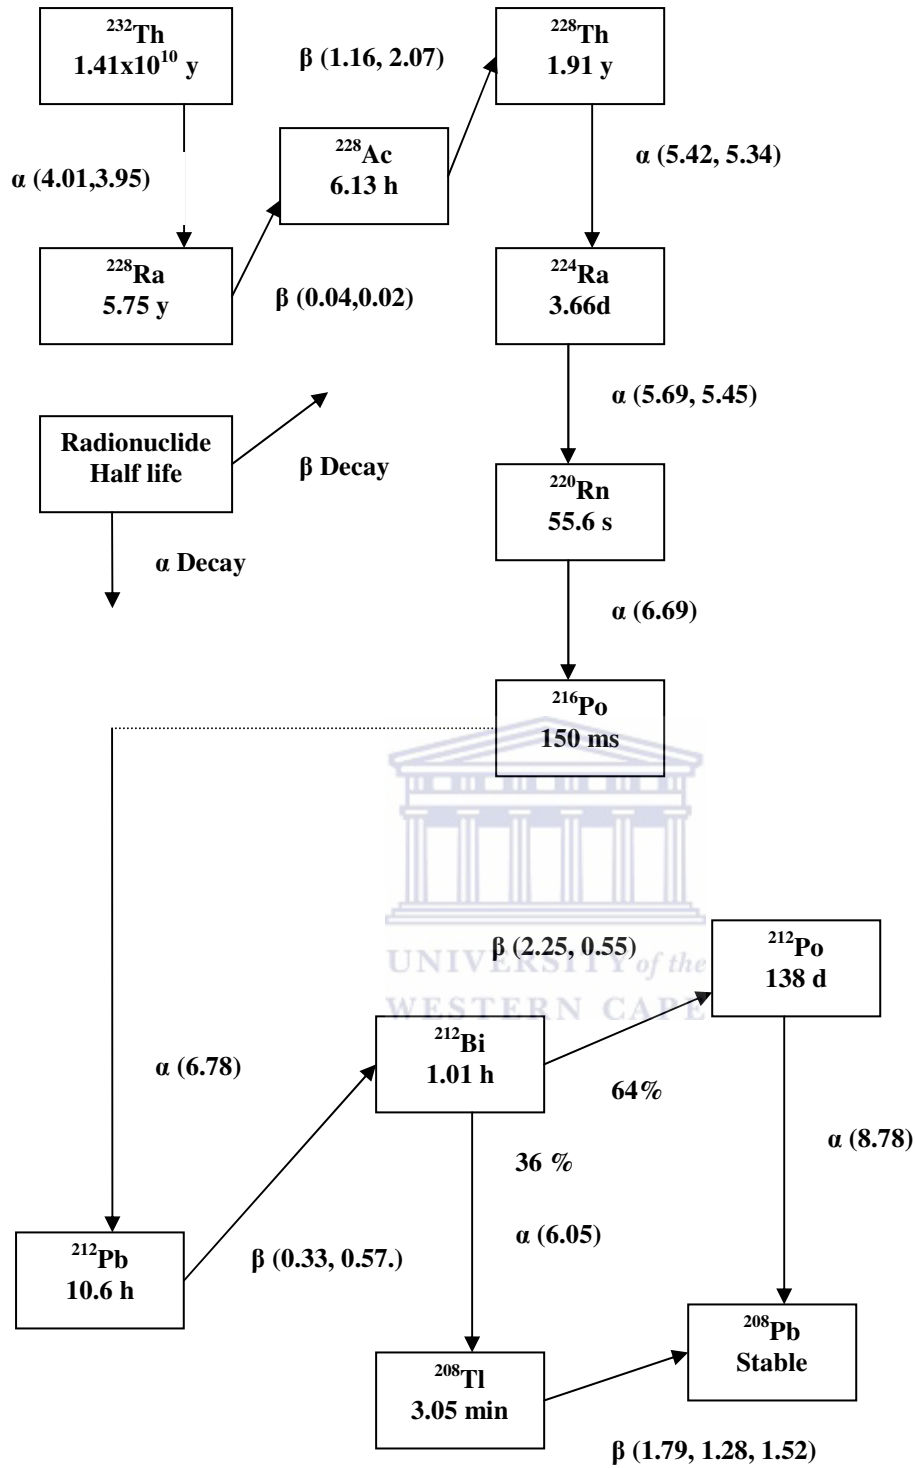 ²³²Th
1.41x10¹⁰ y
β (1.16, 2.07)
²²⁸Th
1.91 y
²²⁸Ac
6.13 h
α (4.01,3.95)
α (5.42, 5.34)
²²⁸Ra
5.75 y
β (0.04,0.02)
²²⁴Ra
3.66d
α (5.69, 5.45)
Radionuclide
Half life
β Decay
α Decay
²²⁰Rn
55.6 s
α (6.69)
²¹⁶Po
150 ms
β (2.25, 0.55)
UNIVERSITY of the
WESTERN CAPE
²¹²Po
138 d
²¹²Bi
1.01 h
α (6.78)
64%
α (8.78)
36 %
α (6.05)
²¹²Pb
10.6 h
β (0.33, 0.57.)
²⁰⁸Pb
Stable
²⁰⁸Tl
3.05 min
β (1.79, 1.28, 1.52)